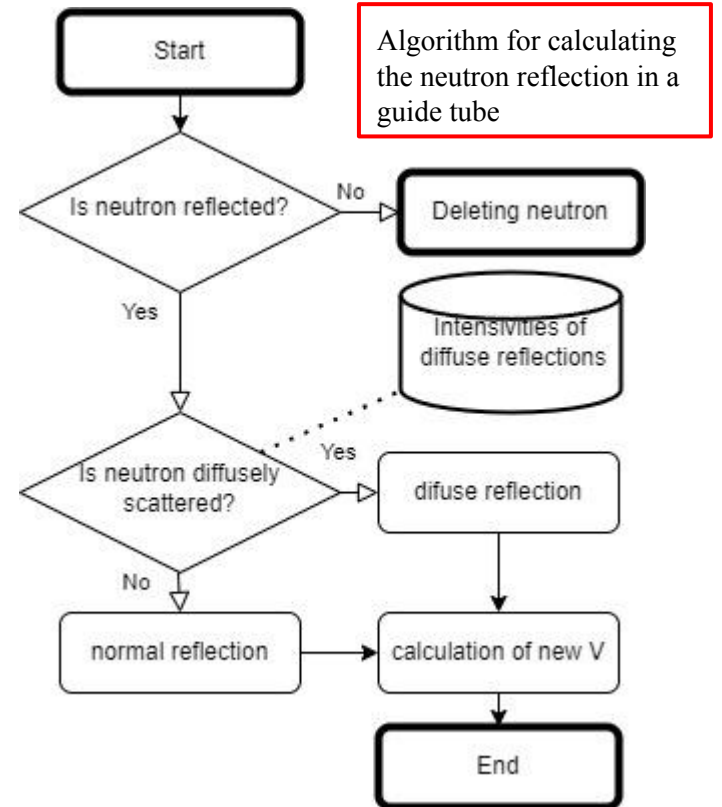 Start
Algorithm for calculating
the neutron reflection in a
guide tube
Is neutron reflected?
No
Deleting neutron
Yes
Intensivities of
diffuse reflections
Is neutron diffusely
scattered?
Yes
difuse reflection
No
normal reflection
calculation of new V
End